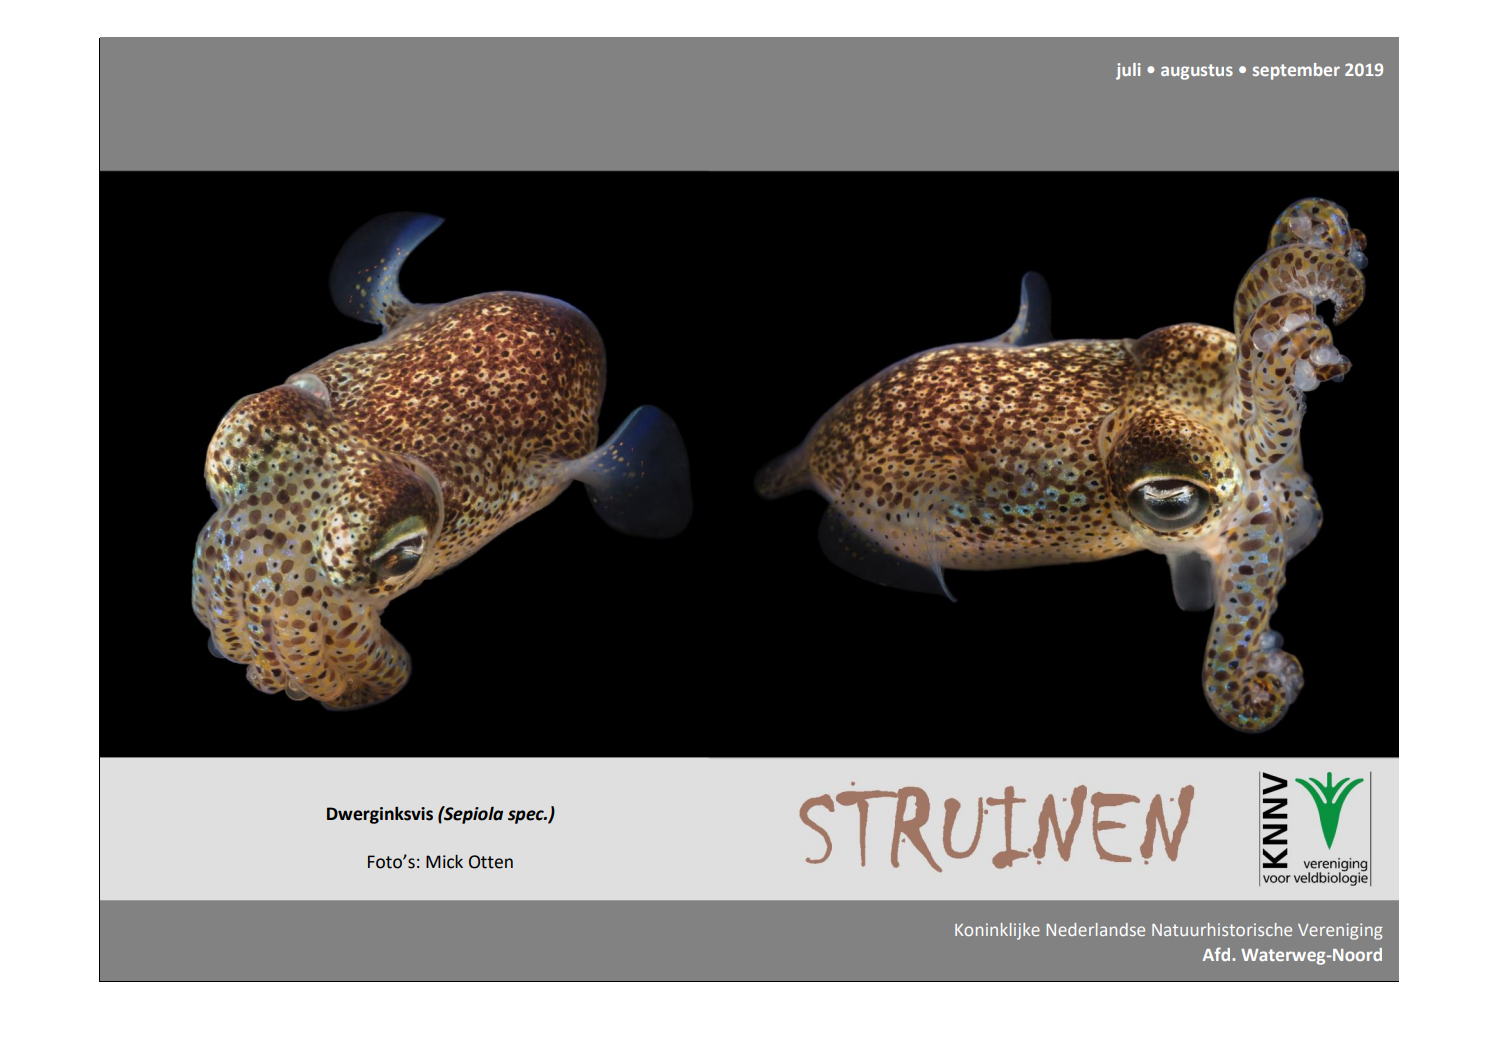 juli • augustus • september 2019
Dwerginksvis (Sepiola spec.)
Foto’s: Mick Otten
STRUINEN
KNNV
vereniging
voor veldbiologie
Koninklijke Nederlandse Natuurhistorische Vereniging
Afd. Waterweg-Noord